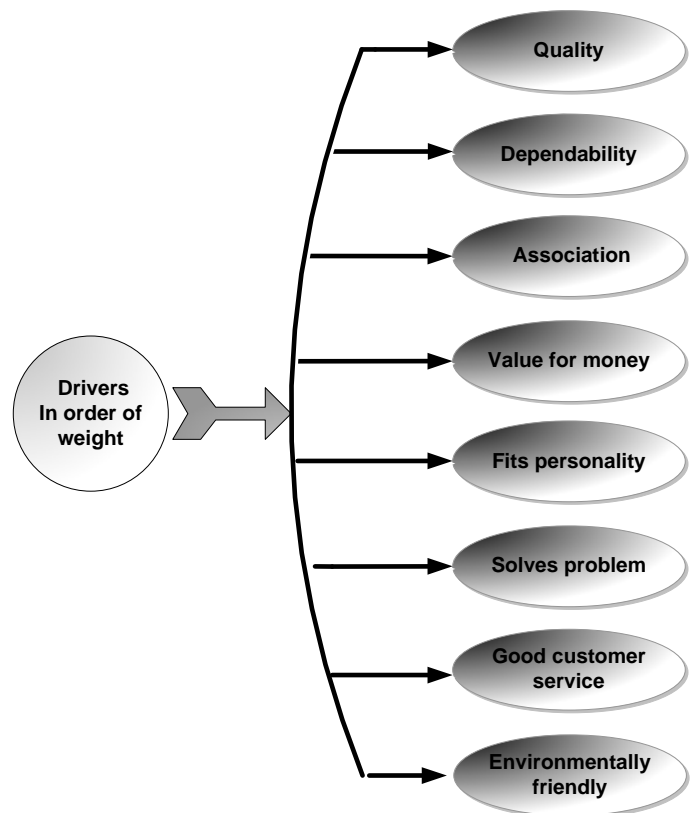 Quality
Dependability
Association
Value for money
Drivers
In order of
weight
Fits personality
Solves problem
Good customer
service
Environmentally
friendly